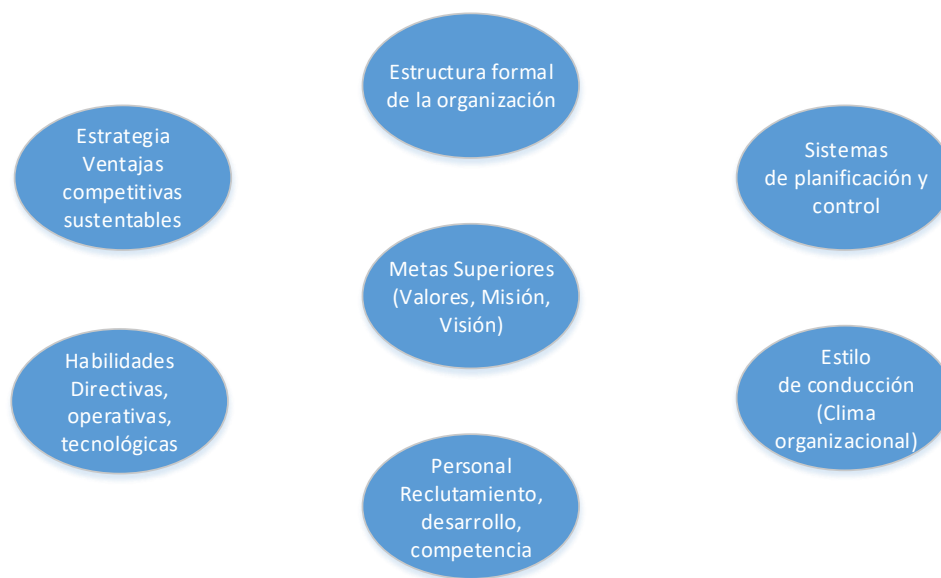 Estructura formal
de la organización
Estrategia
Ventajas
competitivas
sustentables
Sistemas
de planificación y
control
Metas Superiores
(Valores, Misión,
Visión)
Habilidades
Directivas,
operativas,
tecnológicas
Estilo
de conducción
(Clima
organizacional)
Personal
Reclutamiento,
desarrollo,
competencia